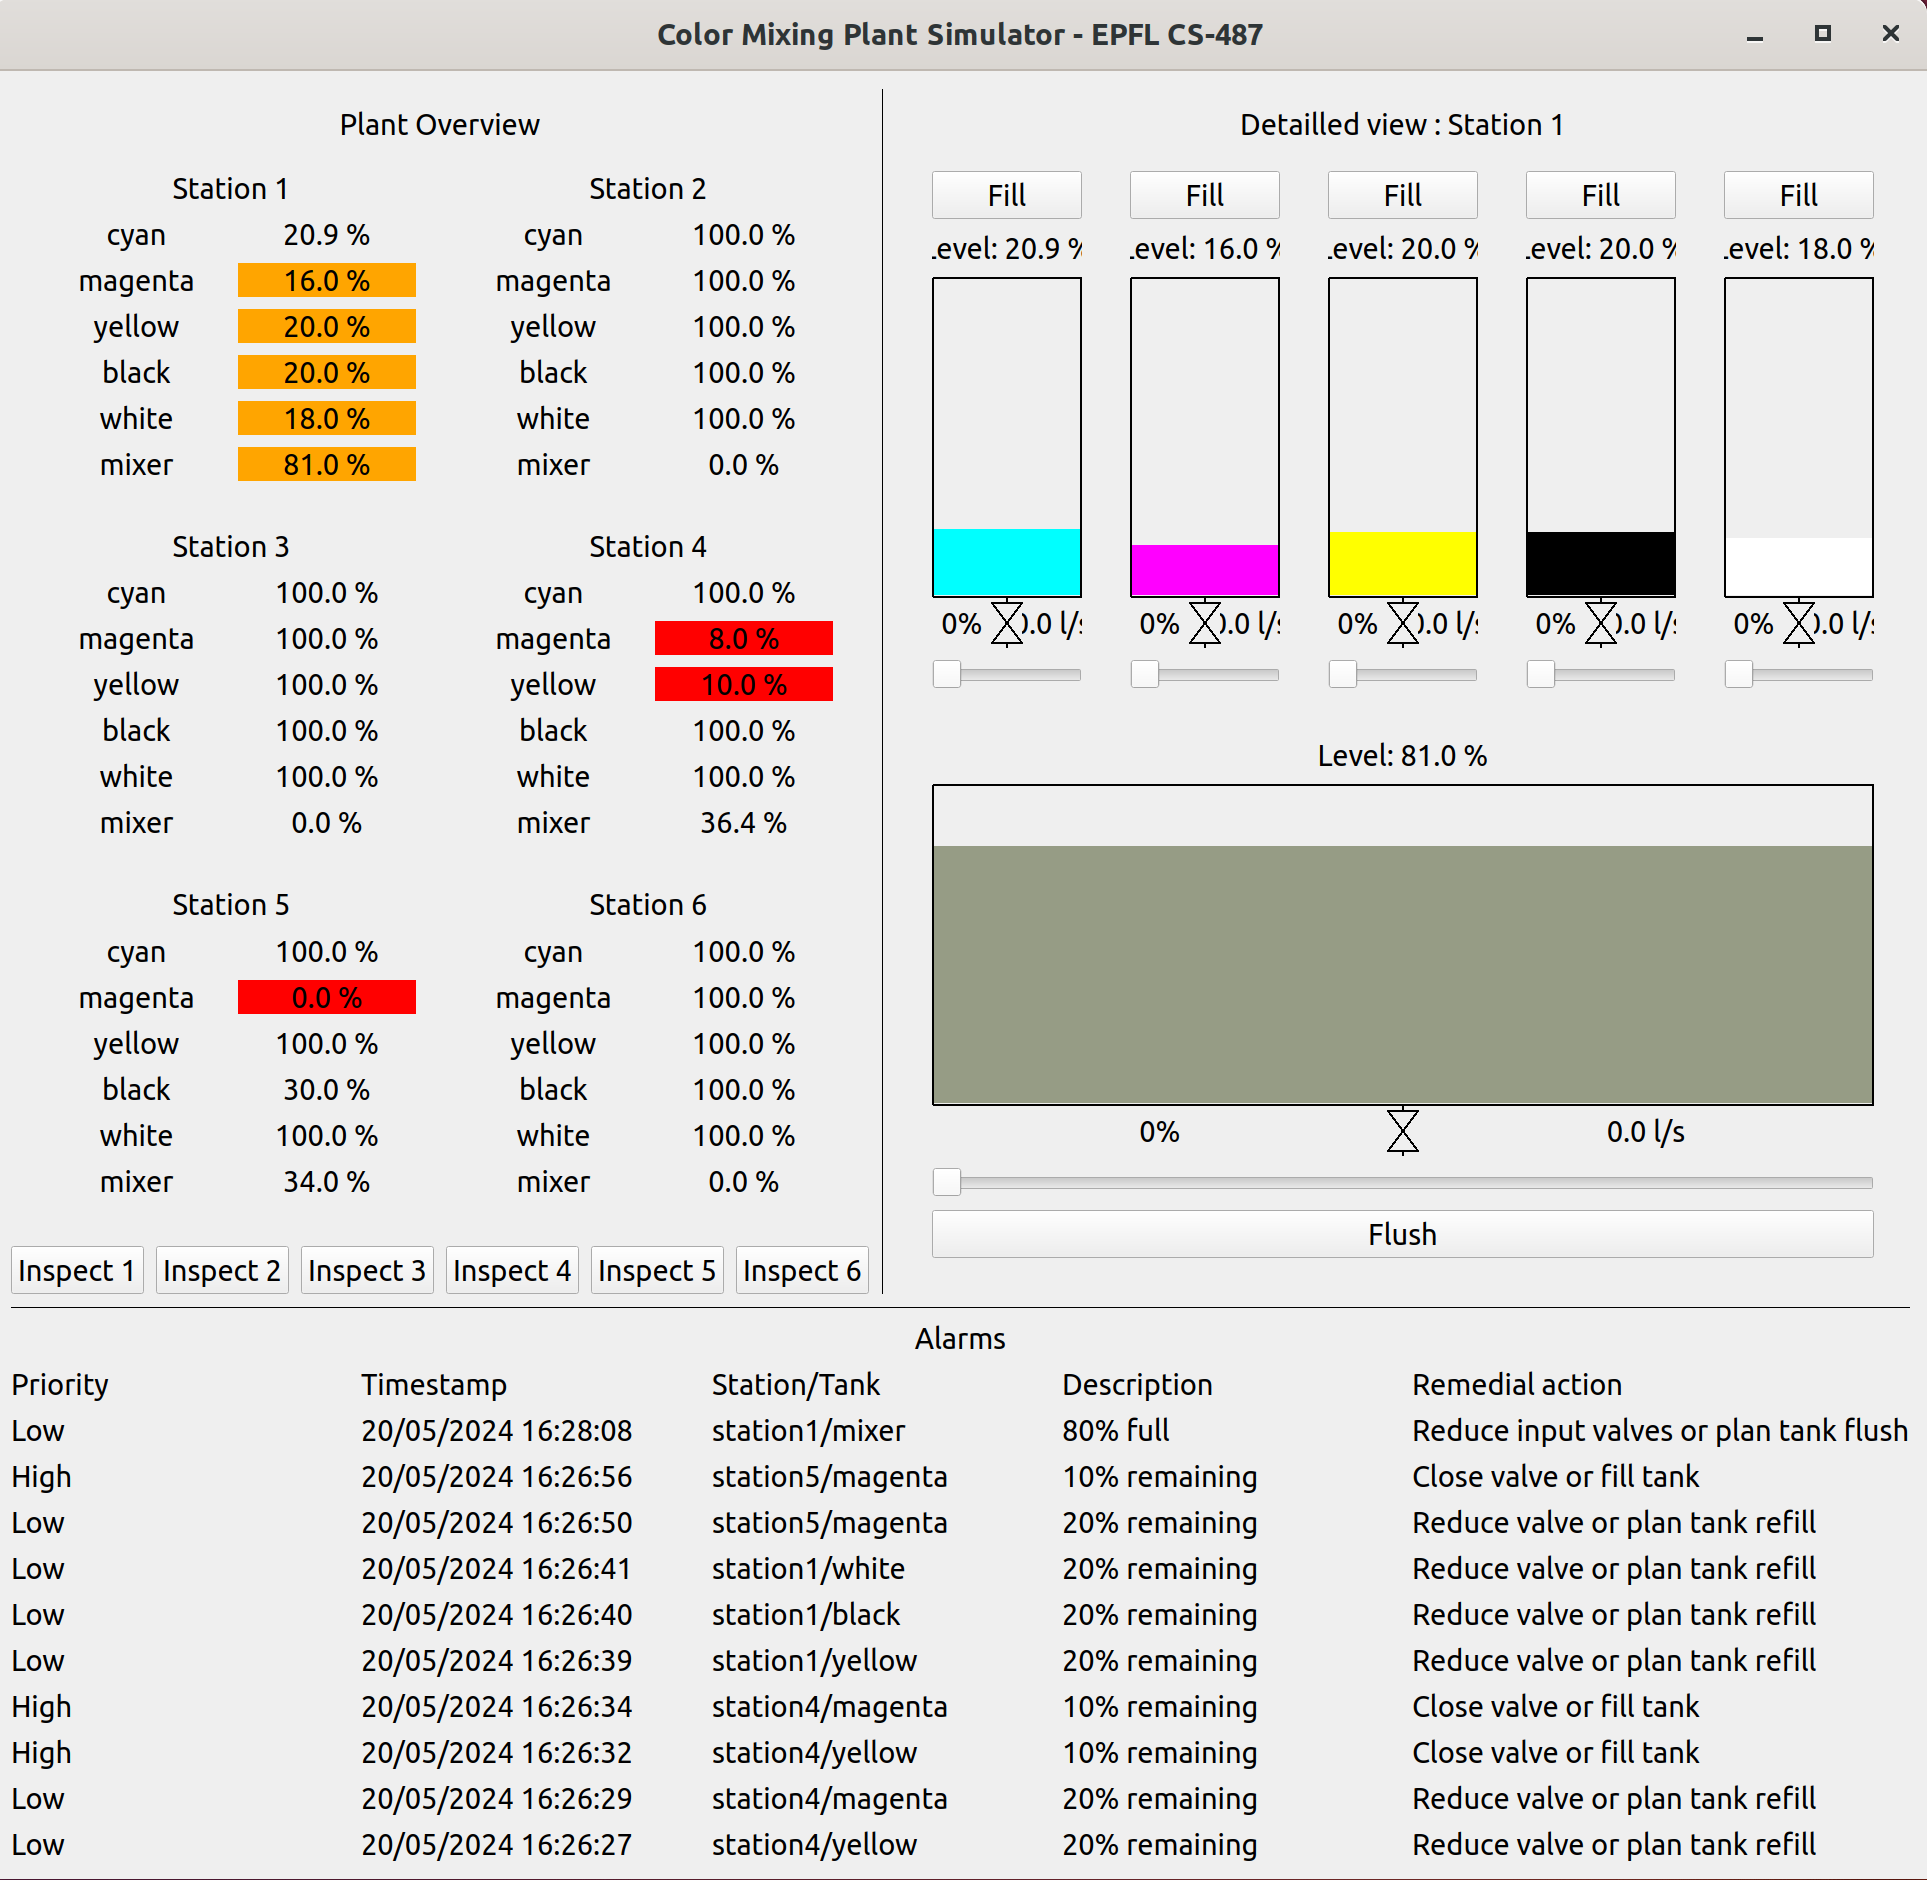 Color Mixing Plant Simulator - EPFL CS-487
Plant Overview
Station 1
cyan 20.9 %
magenta 16.0 %
yellow 20.0 %
black 20.0 %
white 18.0 %
mixer 81.0 %
Station 2
cyan 100.0 %
magenta 100.0 %
yellow 100.0 %
black 100.0 %
white 100.0 %
mixer 0.0 %
Station 3
cyan 100.0 %
magenta 100.0 %
yellow 100.0 %
black 100.0 %
white 100.0 %
mixer 0.0 %
Station 4
cyan 100.0 %
magenta 8.0 %
yellow 10.0 %
black 100.0 %
white 100.0 %
mixer 36.4 %
Station 5
cyan 100.0 %
magenta 0.0 %
yellow 100.0 %
black 30.0 %
white 100.0 %
mixer 34.0 %
Station 6
cyan 100.0 %
magenta 100.0 %
yellow 100.0 %
black 100.0 %
white 100.0 %
mixer 0.0 %
Inspect 1 Inspect 2 Inspect 3 Inspect 4 Inspect 5 Inspect 6
Detailled view : Station 1
Fill Fill Fill Fill Fill
Level: 20.9 % Level: 16.0 % Level: 20.0 % Level: 20.0 % Level: 18.0 %
0% 0.0 l/s 0% 0.0 l/s 0% 0.0 l/s 0% 0.0 l/s 0% 0.0 l/s
Level: 81.0 %
0% 0.0 l/s
Flush
Alarms
Priority Timestamp Station/Tank Description Remedial action
Low 20/05/2024 16:28:08 station1/mixer 80% full Reduce input valves or plan tank flush
High 20/05/2024 16:26:56 station5/magenta 10% remaining Close valve or fill tank
Low 20/05/2024 16:26:50 station5/magenta 20% remaining Reduce valve or plan tank refill
Low 20/05/2024 16:26:41 station1/white 20% remaining Reduce valve or plan tank refill
Low 20/05/2024 16:26:40 station1/black 20% remaining Reduce valve or plan tank refill
Low 20/05/2024 16:26:39 station1/yellow 20% remaining Reduce valve or plan tank refill
High 20/05/2024 16:26:34 station4/magenta 10% remaining Close valve or fill tank
High 20/05/2024 16:26:32 station4/yellow 10% remaining Close valve or fill tank
Low 20/05/2024 16:26:29 station4/magenta 20% remaining Reduce valve or plan tank refill
Low 20/05/2024 16:26:27 station4/yellow 20% remaining Reduce valve or plan tank refill